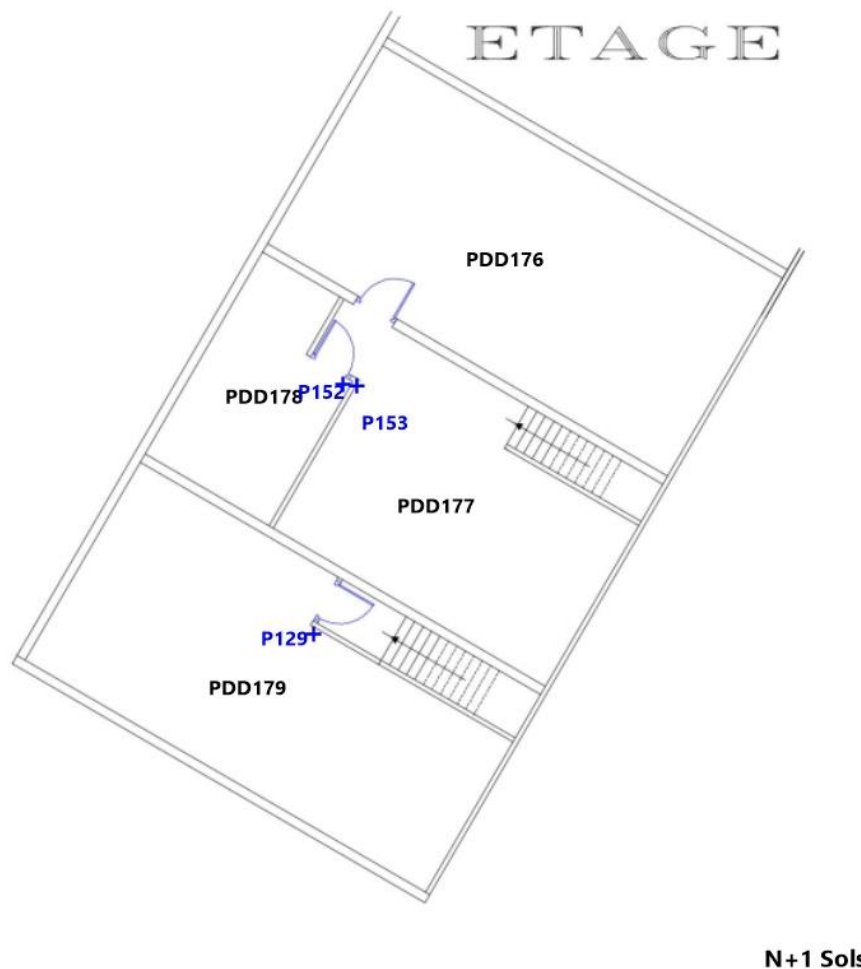 ETAGE
PDD176
PDD178
P152
P153
PDD177
P129
PDD179
N+1 Sols